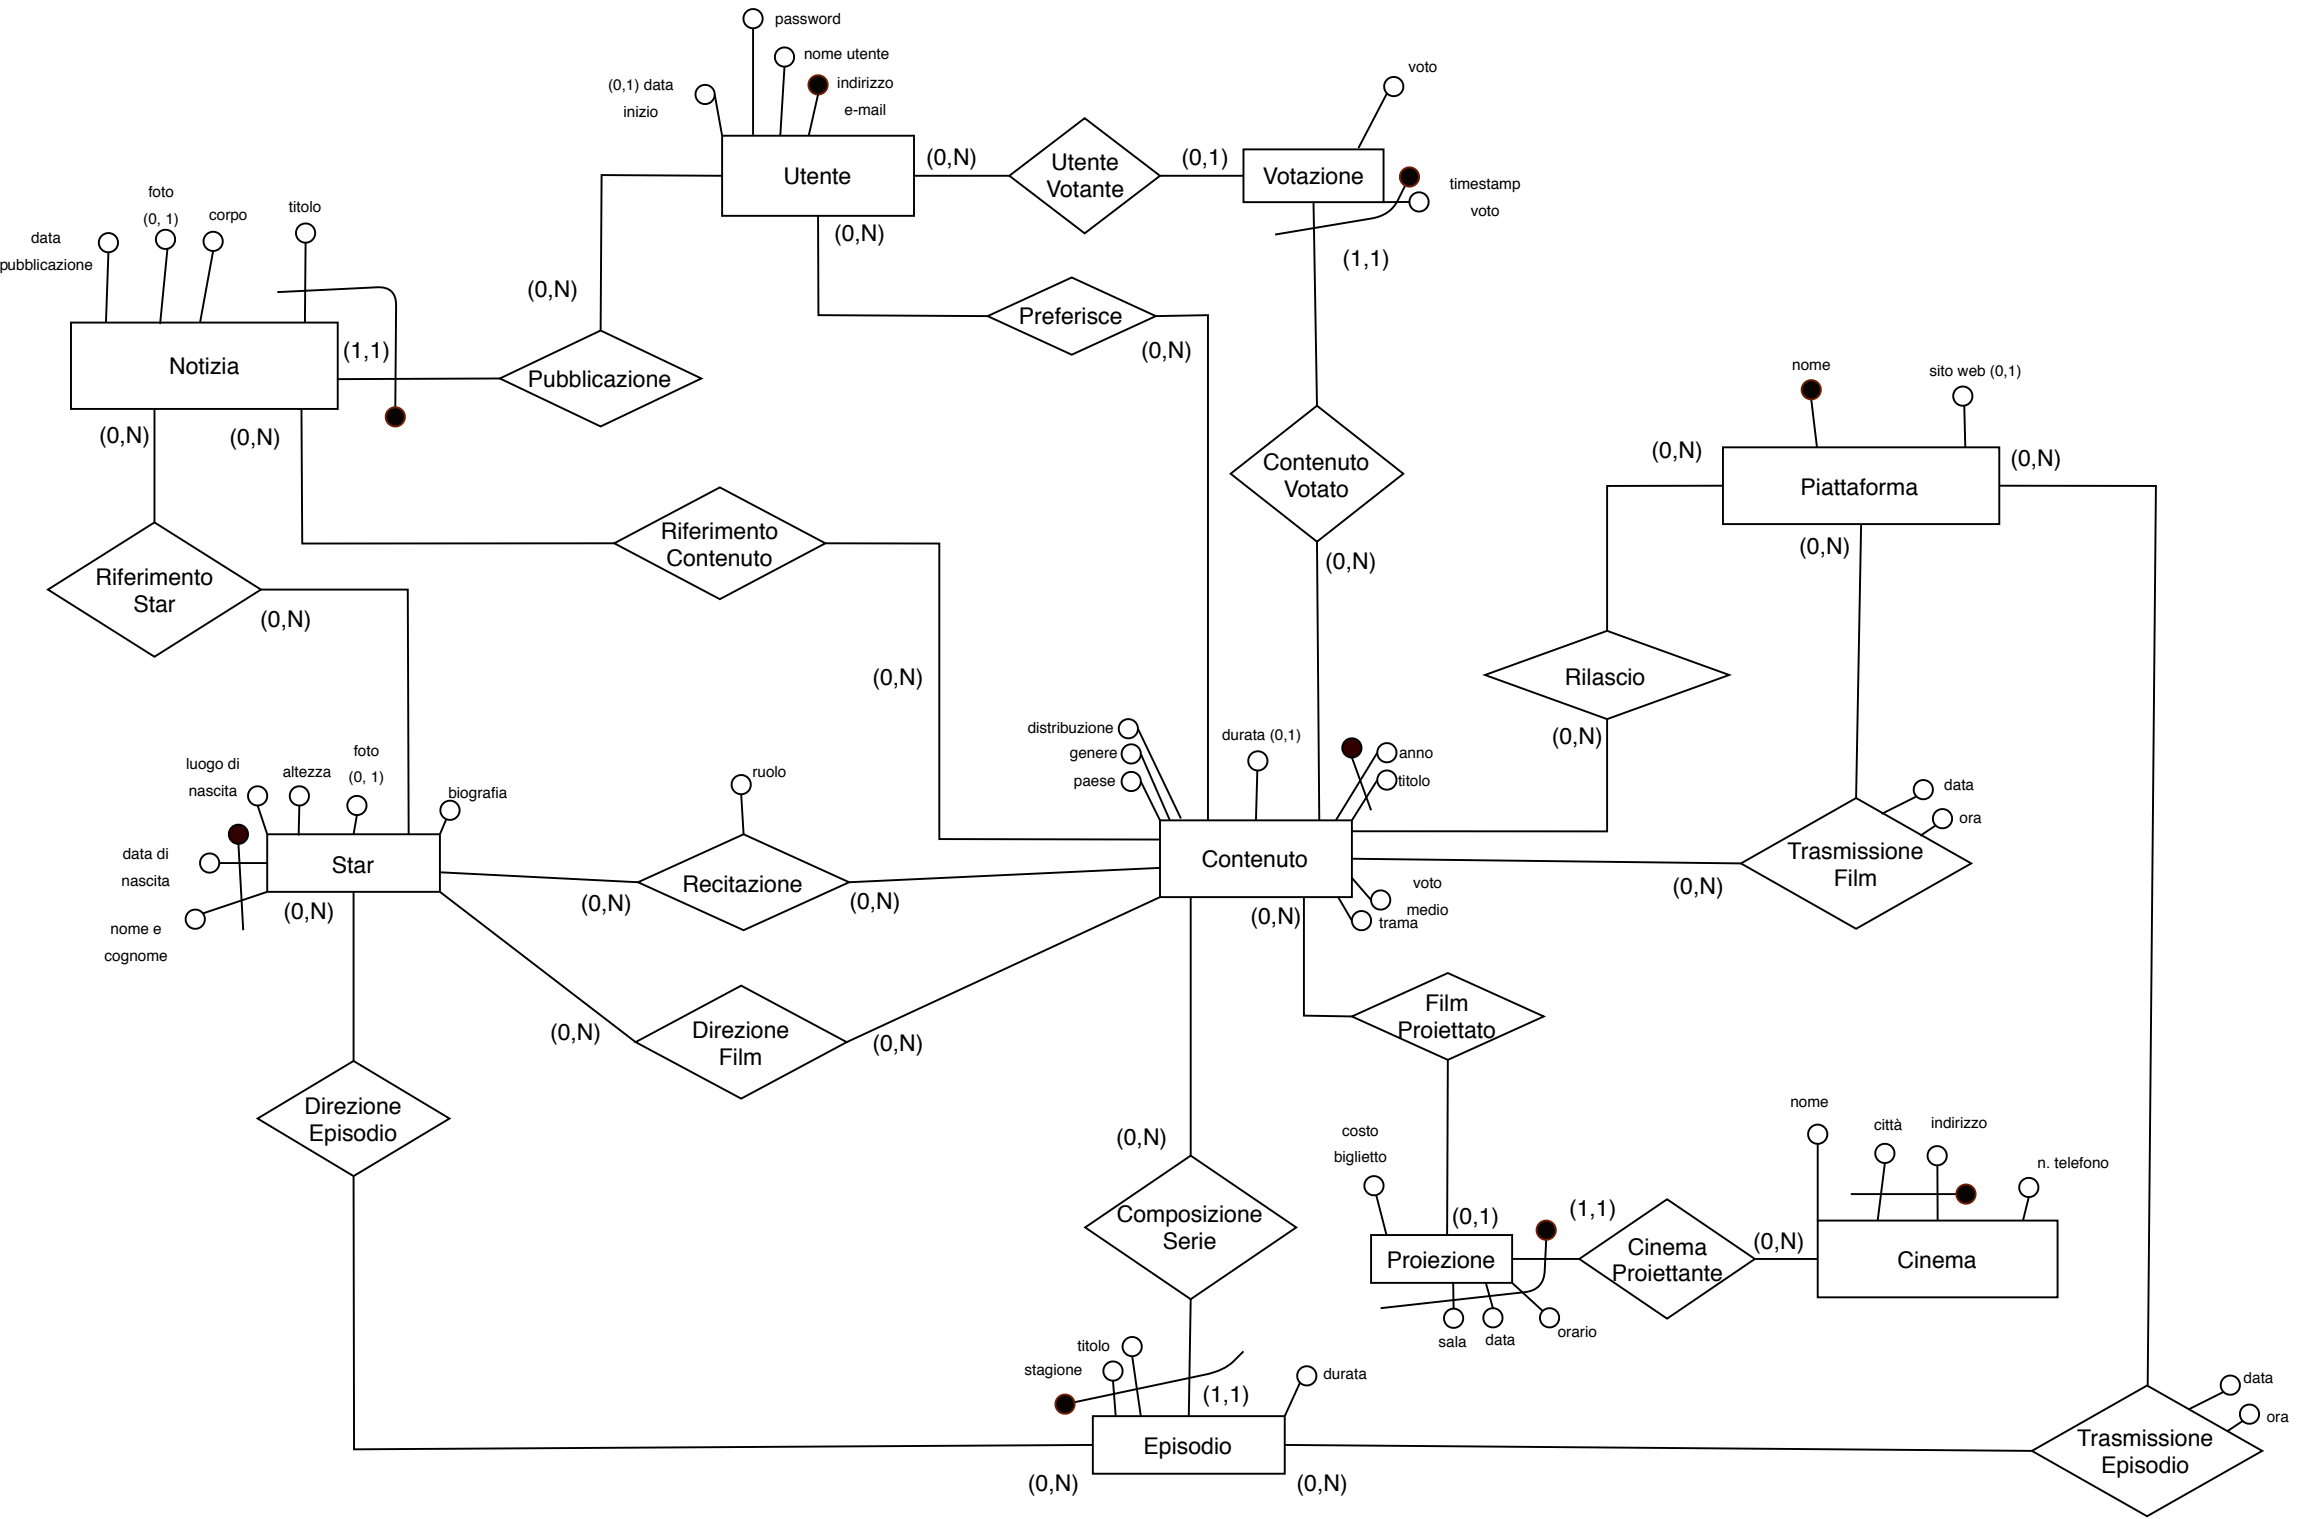 password
nome utente
(0,1) data
inizio
indirizzo
e-mail
voto
Utente
(0,N)
Utente
Votante
(0,1)
Votazione
timestamp
voto
(0,N)
(1,1)
foto
(0, 1)
corpo
titolo
data
pubblicazione
(0,N)
Preferisce
(0,N)
Notizia
(1,1)
Pubblicazione
nome
sito web (0,1)
(0,N)
(0,N)
Contenuto
Votato
(0,N)
(0,N)
Piattaforma
(0,N)
(0,N)
Riferimento
Contenuto
Riferimento
Star
(0,N)
(0,N)
Rilascio
(0,N)
distribuzione
genere
paese
durata (0,1)
anno
titolo
luogo di
nascita
altezza
foto
(0, 1)
biografia
ruolo
data
ora
data di
nascita
Star
Recitazione
Contenuto
Trasmissione
Film
nome e
cognome
(0,N)
(0,N)
(0,N)
(0,N)
voto
medio
trama
(0,N)
(0,N)
Direzione
Film
(0,N)
Film
Proiettato
Direzione
Episodio
(0,N)
costo
biglietto
nome
città
indirizzo
n. telefono
Composizione
Serie
(0,1)
(1,1)
Proiezione
Cinema
Proiettante
(0,N)
Cinema
sala
data
orario
titolo
stagione
(1,1)
durata
data
ora
Episodio
Trasmissione
Episodio
(0,N)
(0,N)